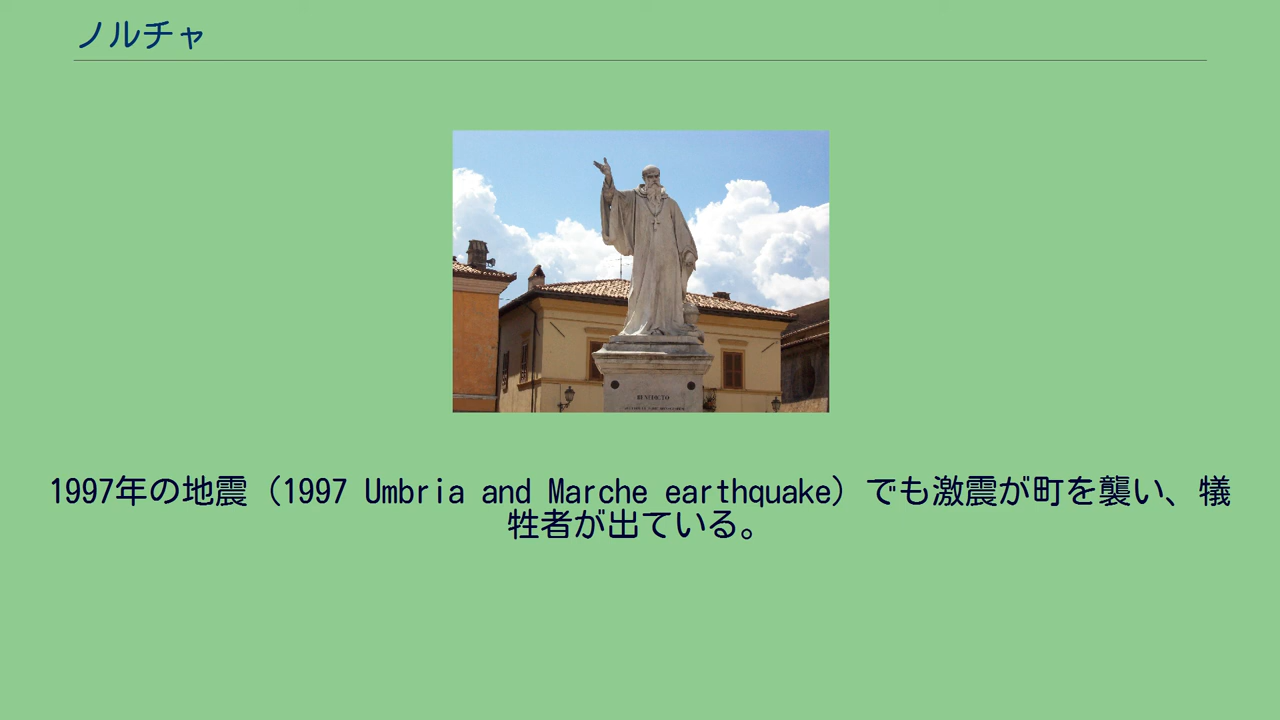 ノルチャ
BENEDETTO
1997年の地震（1997 Umbria and Marche earthquake）でも激震が町を襲い、犠
牲者が出ている。